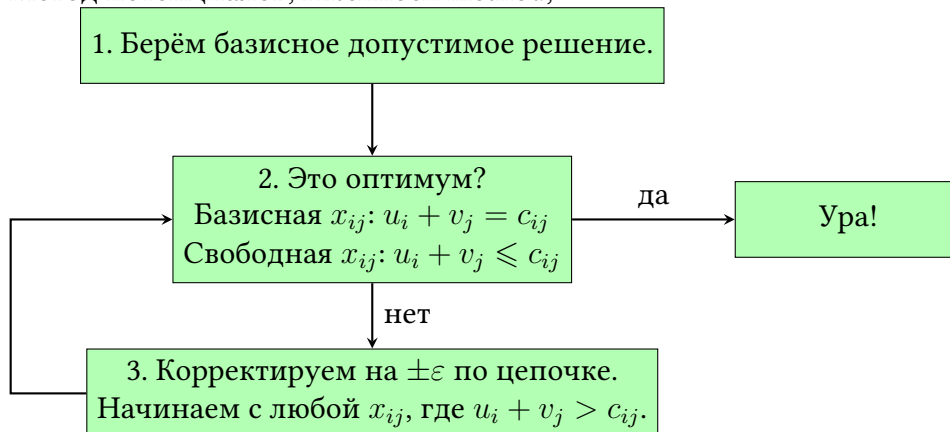 1. Берём базисное допустимое решение.
2. Это оптимум?
Базисная $x_{ij}$: $u_i + v_j = c_{ij}$
Свободная $x_{ij}$: $u_i + v_j \leqslant c_{ij}$
да
Ура!
нет
3. Корректируем на $\pm\varepsilon$ по цепочке.
Начинаем с любой $x_{ij}$, где $u_i + v_j > c_{ij}$.